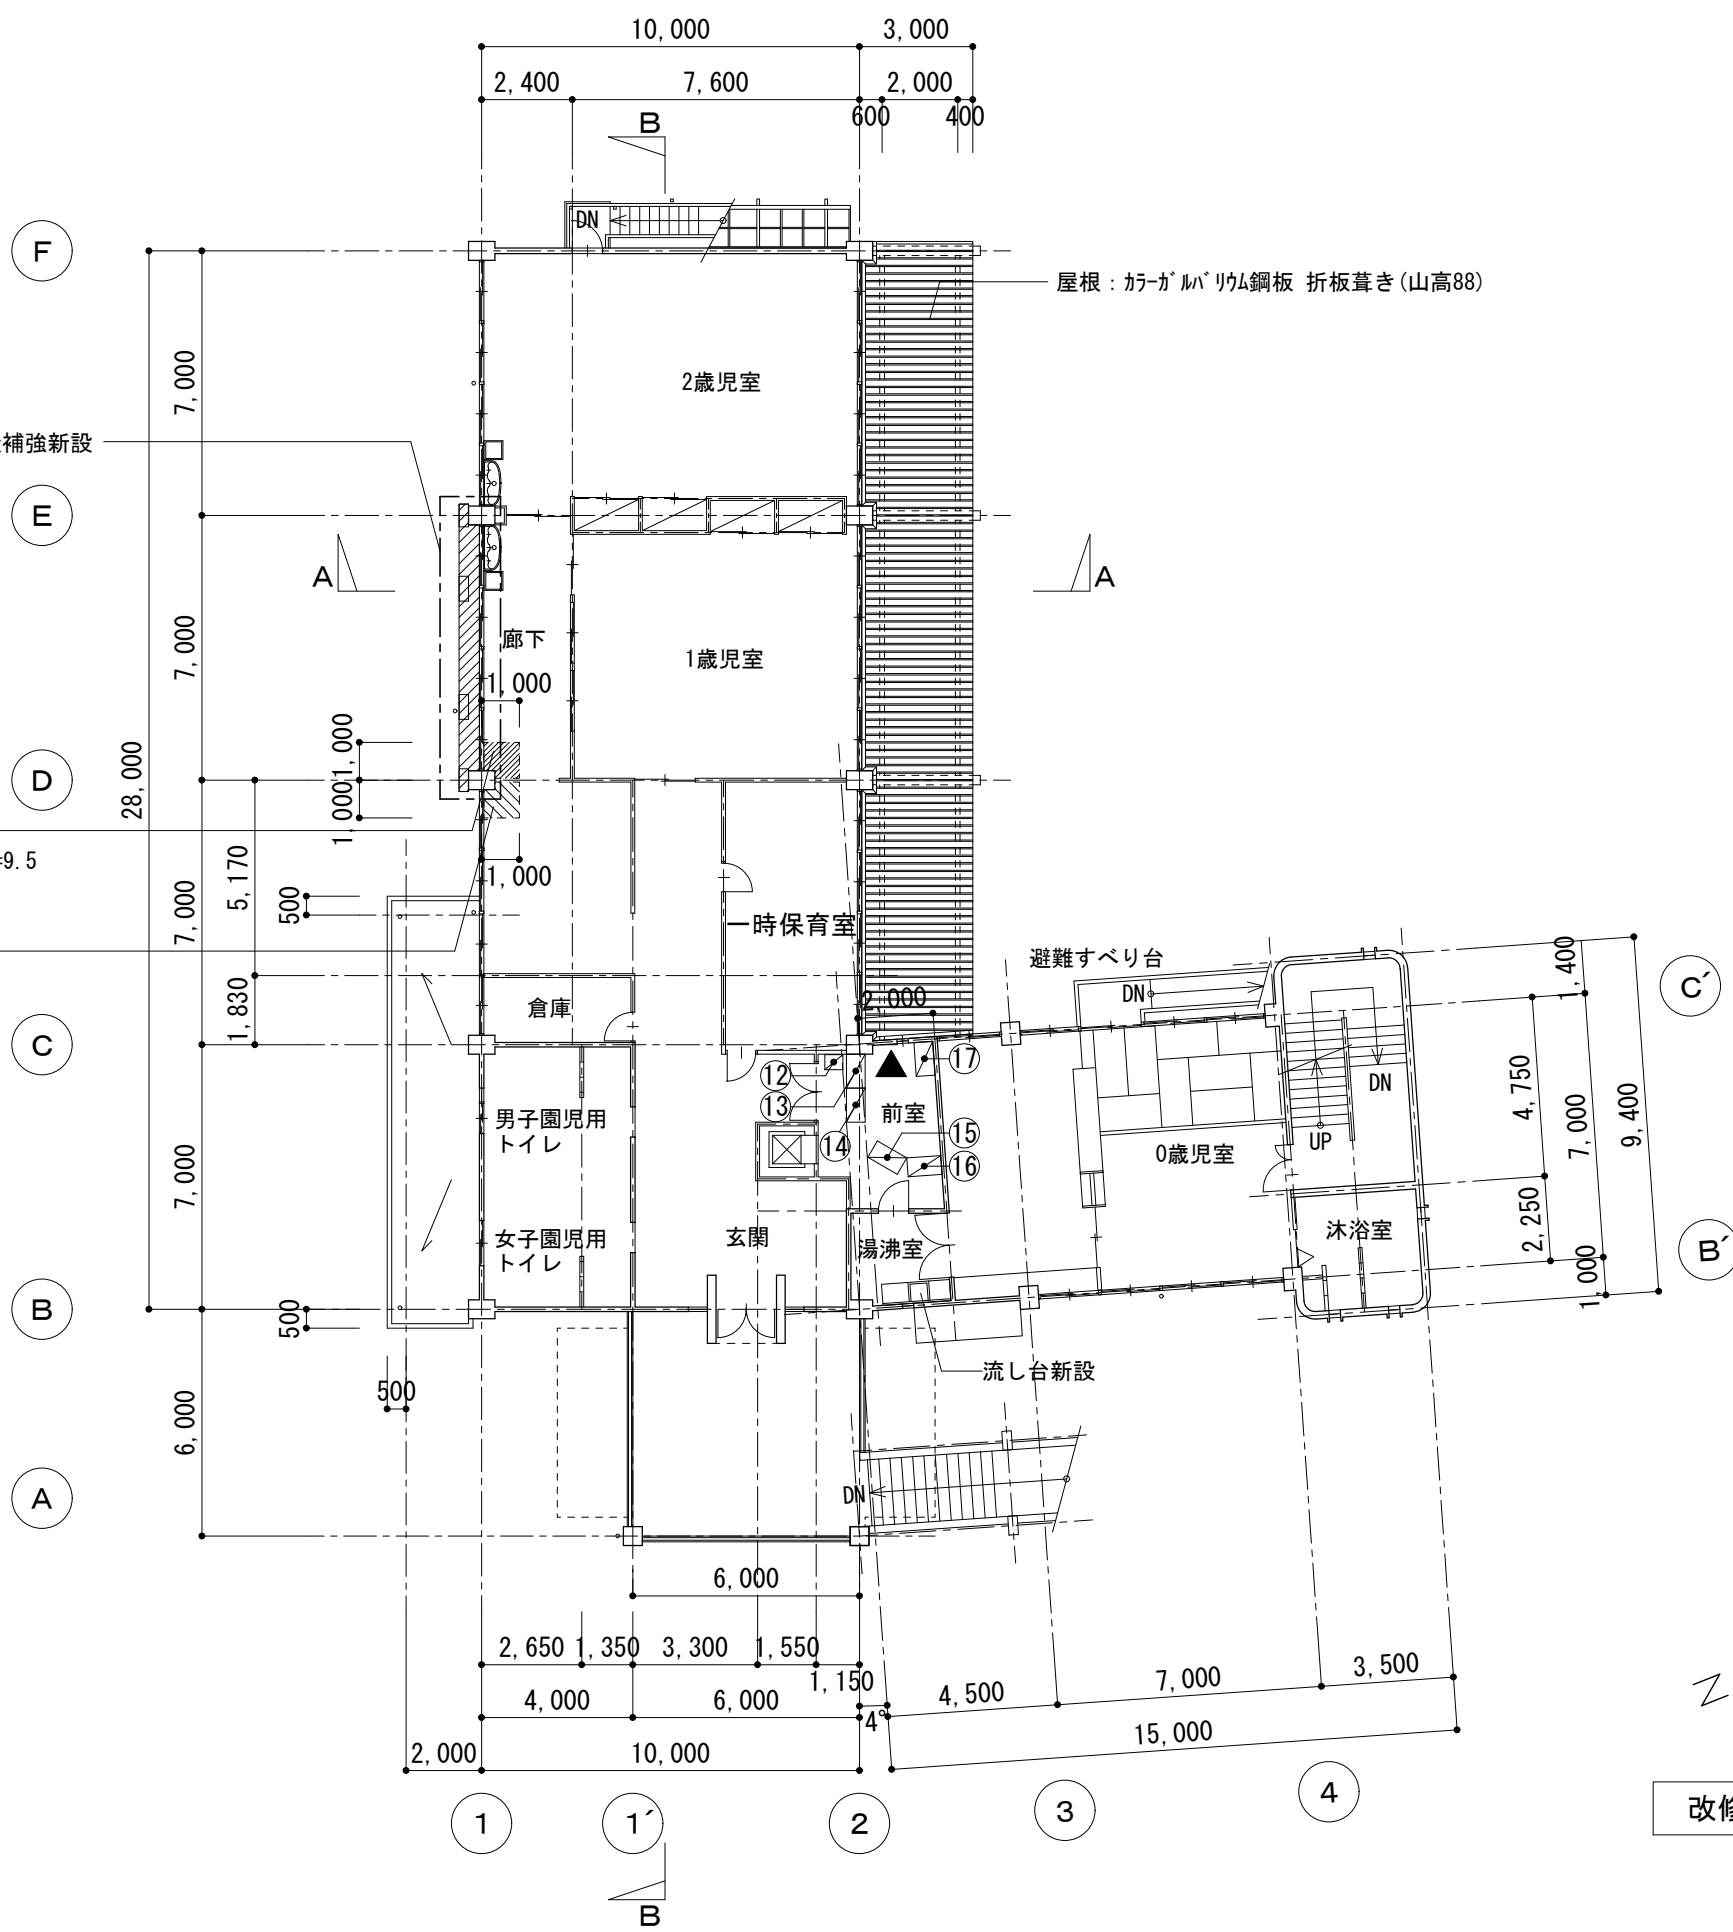 10,000
3,000
2,400
7,600
2,000
600
400
B
DN
F
屋根：ｶﾗｰｶﾞﾙﾊﾞﾘｳﾑ鋼板 折板葺き(山高88)
7,000
2歳児室
補強新設
E
A
A
廊下
7,000
1歳児室
1,000
1,000
28,000
D
1,000
=9.5
5,170
1,000
500
7,000
一時保育室
避難すべり台
1,400
C´
DN
2,000
倉庫
1,830
C
⑫
⑬
⑭
⑰
前室
⑮
⑯
DN
4,750
7,000
9,400
男子園児用
トイレ
0歳児室
UP
7,000
女子園児用
トイレ
玄関
湯沸室
沐浴室
2,250
B´
1,000
B
500
流し台新設
500
6,000
A
DN
6,000
2,650
1,350
3,300
1,550
1,150
4,000
6,000
4,500
7,000
3,500
4°
15,000
2,000
10,000
N
1
1´
2
3
4
改修
B